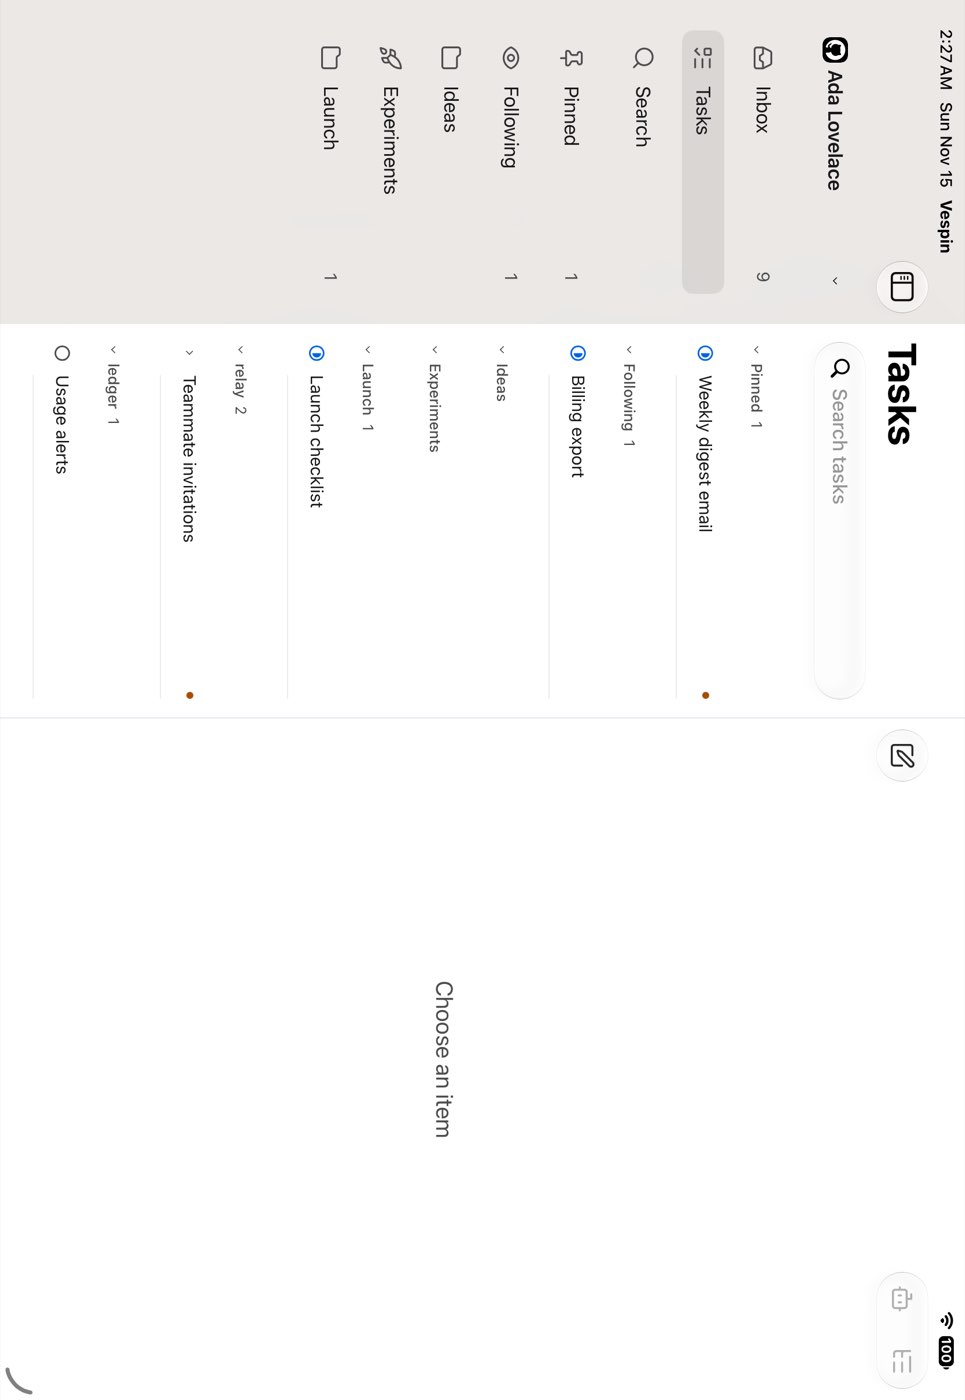 2:27 AM Sun Nov 15 Vespin
100
Ada Lovelace
Inbox 9
Tasks
Search
Pinned 1
Following 1
Ideas
Experiments
Launch 1
Tasks
Search tasks
Pinned 1
Weekly digest email
Following 1
Billing export
Ideas
Experiments
Launch 1
Launch checklist
relay 2
Teammate invitations
ledger 1
Usage alerts
Choose an item